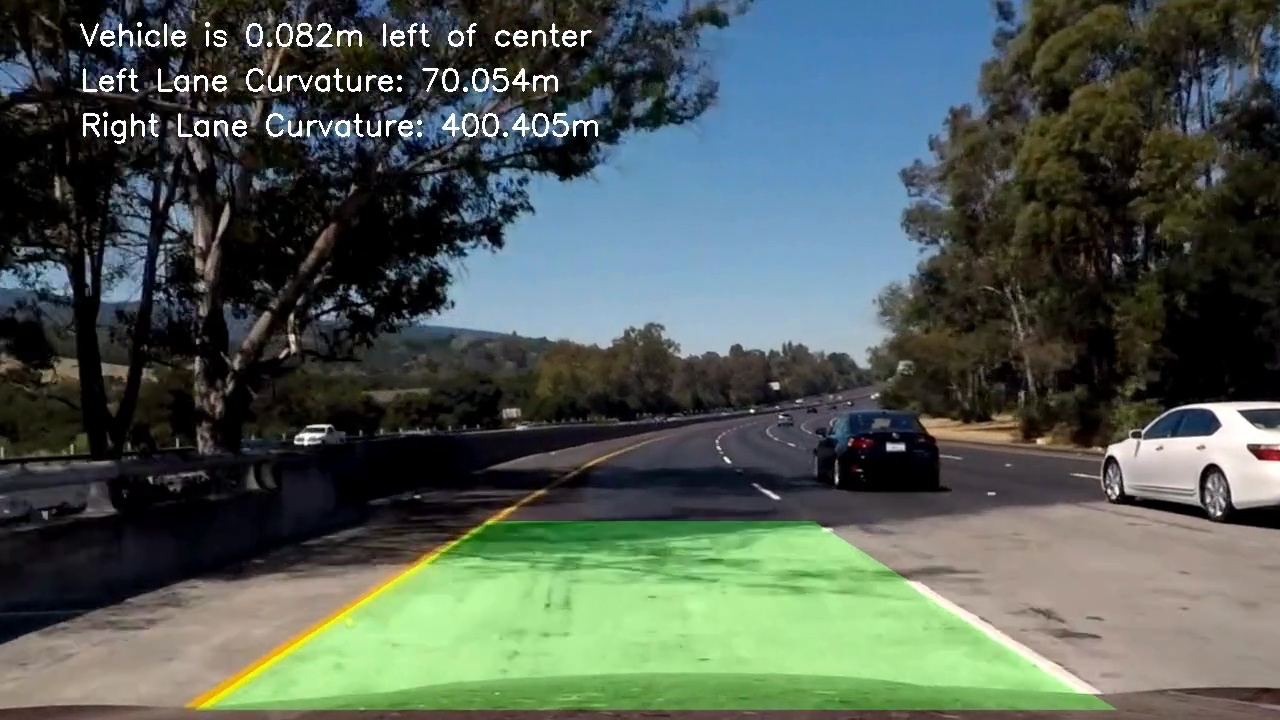 Vehicle is 0.082m left of center
Left Lane Curvature: 70.054m
Right Lane Curvature: 400.405m